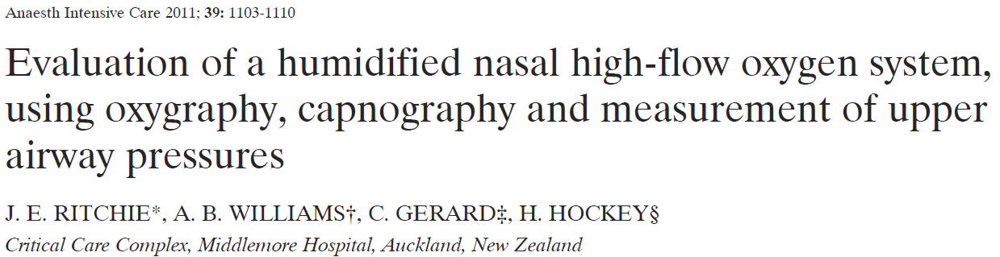 Anaesth Intensive Care 2011; 39: 1103-1110
Evaluation of a humidified nasal high-flow oxygen system,
using oxygraphy, capnography and measurement of upper
airway pressures
J. E. RITCHIE*, A. B. WILLIAMS†, C. GERARD‡, H. HOCKEY§
Critical Care Complex, Middlemore Hospital, Auckland, New Zealand